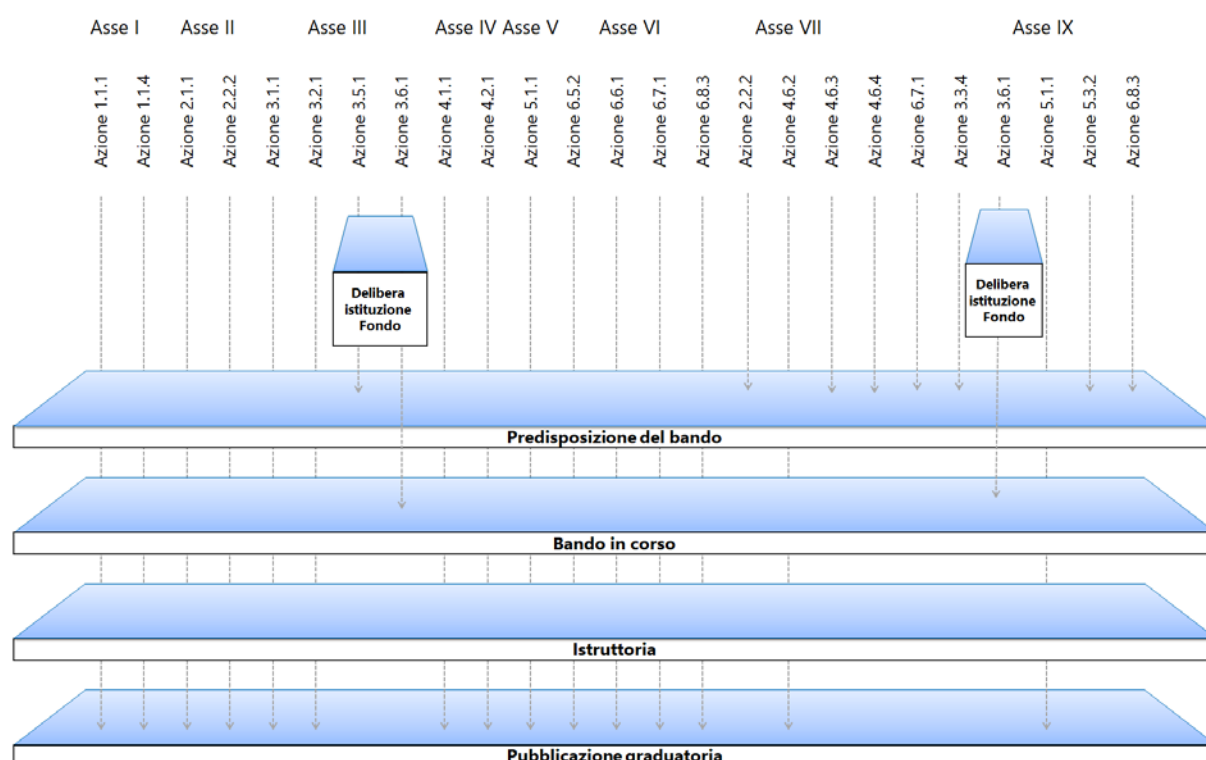 Asse I Asse II Asse III Asse IV Asse V Asse VI Asse VII Asse IX
Azione 1.1.1
Azione 1.1.4
Azione 2.1.1
Azione 2.2.2
Azione 3.1.1
Azione 3.2.1
Azione 3.5.1
Azione 3.6.1
Azione 4.1.1
Azione 4.2.1
Azione 5.1.1
Azione 6.5.2
Azione 6.6.1
Azione 6.7.1
Azione 6.8.3
Azione 2.2.2
Azione 4.6.2
Azione 4.6.3
Azione 4.6.4
Azione 6.7.1
Azione 3.3.4
Azione 3.6.1
Azione 5.1.1
Azione 5.3.2
Azione 6.8.3
Delibera
istituzione
Fondo
Delibera
istituzione
Fondo
Predisposizione del bando
Bando in corso
Istruttoria
Pubblicazione graduatoria